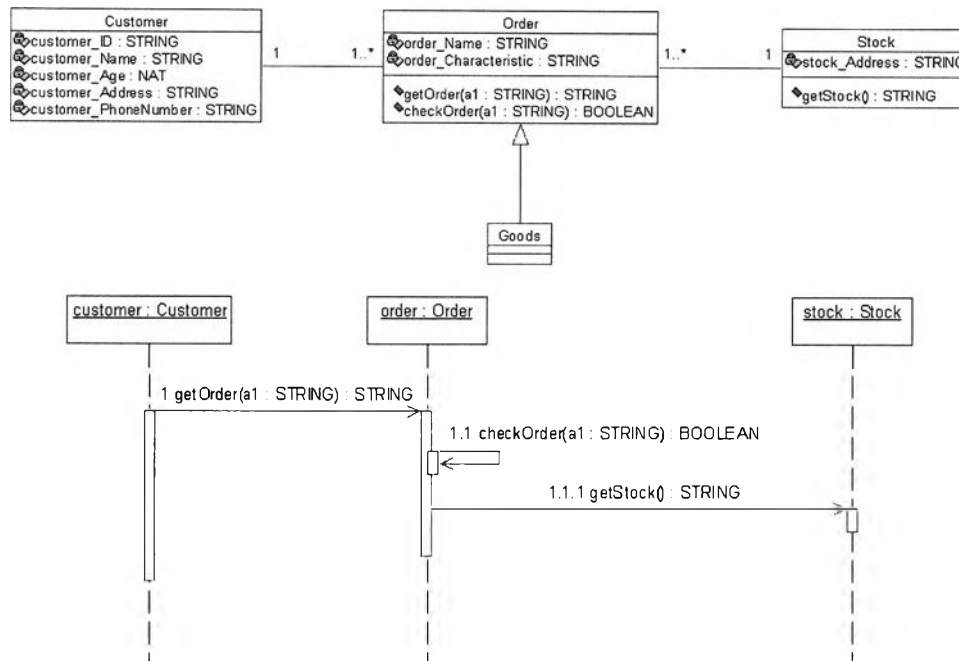 Customer
customer_ID : STRING
customer_Name : STRING
customer_Age : NAT
customer_Address : STRING
customer_PhoneNumber : STRING
1
1..*
Order
order_Name : STRING
order_Characteristic : STRING
getOrder(a1 : STRING) : STRING
checkOrder(a1 : STRING) : BOOLEAN
1..*
1
Stock
stock_Address : STRING
getStock() : STRING
Goods
customer : Customer
order : Order
stock : Stock
1 getOrder(a1 : STRING) : STRING
1.1 checkOrder(a1 : STRING) : BOOLEAN
1.1.1 getStock() : STRING